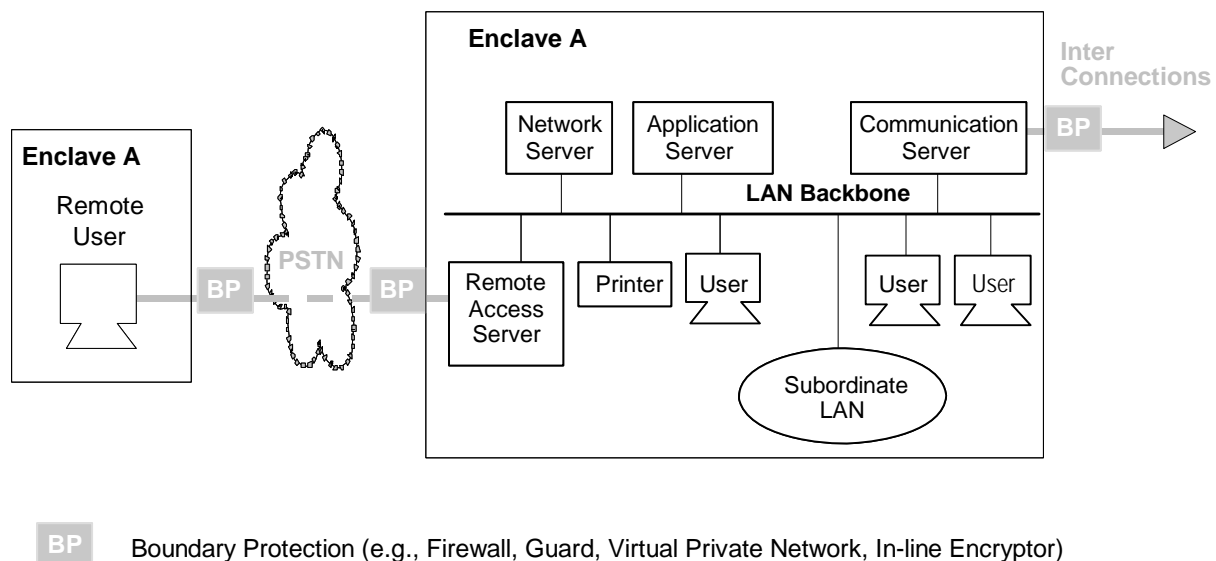 Enclave A
Inter
Connections
Network
Server
Application
Server
Communication
Server
BP
Enclave A
Remote
User
LAN Backbone
BP
PSTN
BP
Remote
Access
Server
Printer
User
User
User
Subordinate
LAN
BP
Boundary Protection (e.g., Firewall, Guard, Virtual Private Network, In-line Encryptor)